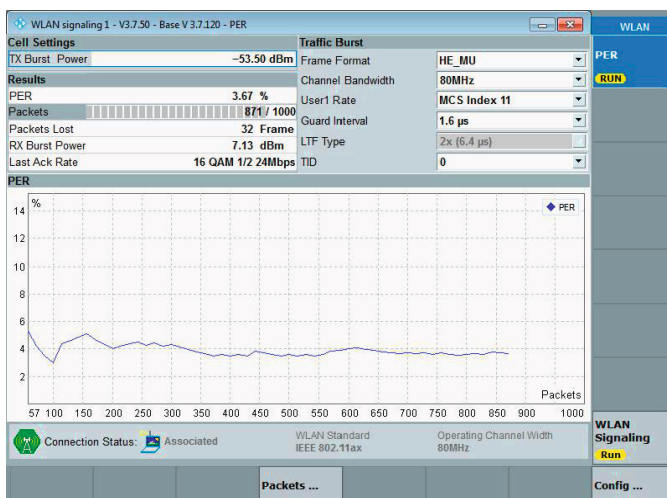 WLAN signaling 1 - V3.7.50 - Base V 3.7.120 - PER
WLAN
Cell Settings
TX Burst Power −53.50 dBm
Results
PER 3.67 %
Packets 871 / 1000
Packets Lost 32 Frame
RX Burst Power 7.13 dBm
Last Ack Rate 16 QAM 1/2 24Mbps
Traffic Burst
Frame Format HE_MU
Channel Bandwidth 80MHz
User1 Rate MCS Index 11
Guard Interval 1.6 µs
LTF Type 2x (6.4 µs)
TID 0
PER
RUN
PER
%
PER
14
12
10
8
6
4
2
Packets
57 100 150 200 250 300 350 400 450 500 550 600 650 700 750 800 850 900 1000
Connection Status: Associated
WLAN Standard
IEEE 802.11ax
Operating Channel Width
80MHz
WLAN
Signaling
Run
Packets ...
Config ...